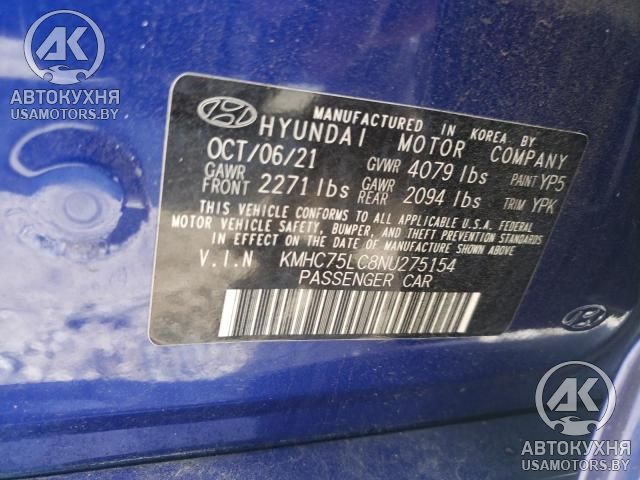 AK
АВТОКУХНЯ
USAMOTORS.BY
MANUFACTURED IN KOREA BY
HYUNDAI MOTOR COMPANY
OCT/06/21 GVWR 4079 lbs PAINT YP5
GAWR FRONT 2271 lbs GAWR REAR 2094 lbs TRIM YPK
THIS VEHICLE CONFORMS TO ALL APPLICABLE U.S.A. FEDERAL
MOTOR VEHICLE SAFETY, BUMPER, AND THEFT PREVENTION STANDARDS
IN EFFECT ON THE DATE OF MANUFACTURE SHOWN ABOVE
V.I.N KMHC75LC8NU275154
PASSENGER CAR
AK
АВТОКУХНЯ
USAMOTORS.BY